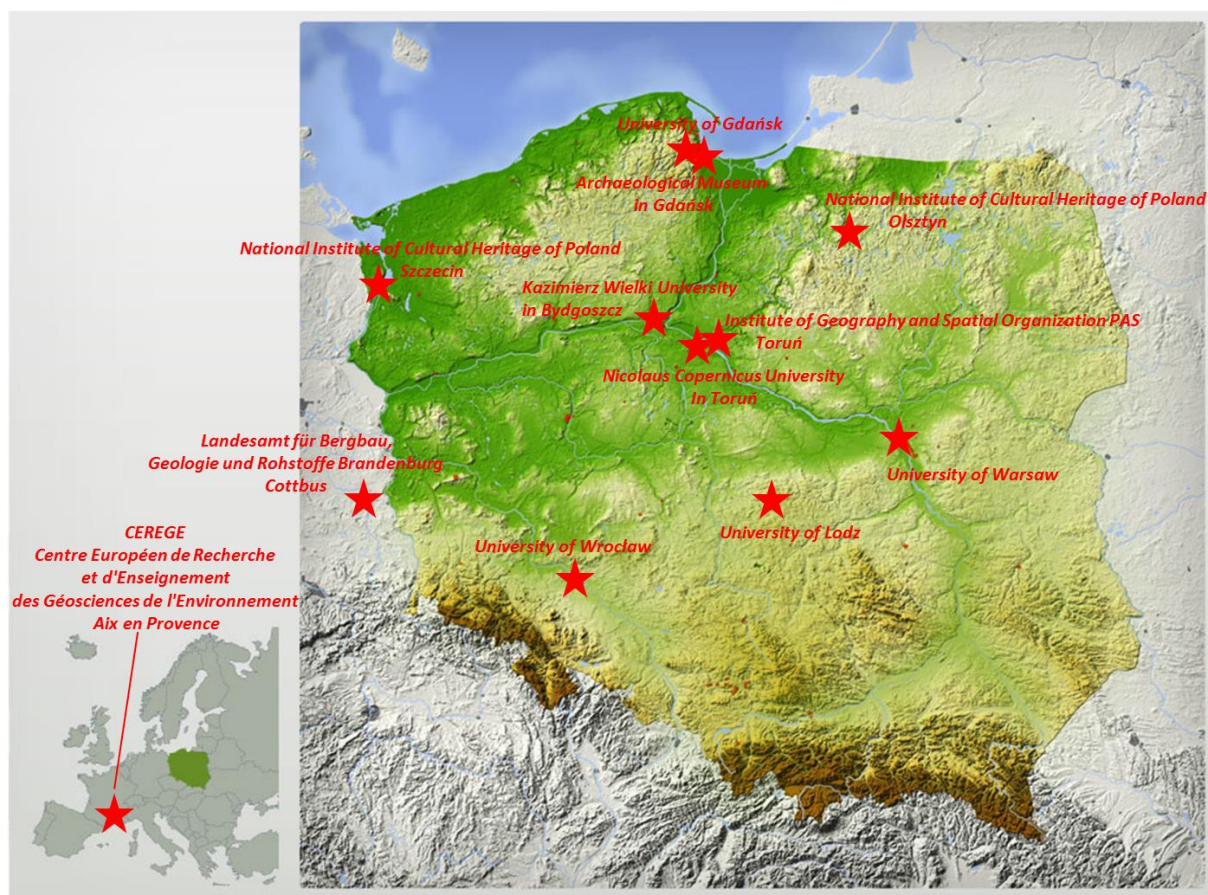 University of Gdańsk
Archaeological Museum
in Gdańsk
National Institute of Cultural Heritage of Poland
Olsztyn
National Institute of Cultural Heritage of Poland
Szczecin
Kazimierz Wielki University
in Bydgoszcz
Institute of Geography and Spatial Organization PAS
Toruń
Nicolaus Copernicus University
In Toruń
Landesamt für Bergbau,
Geologie und Rohstoffe Brandenburg
Cottbus
University of Warsaw
University of Lodz
University of Wrocław
CEREGE
Centre Européen de Recherche
et d'Enseignement
des Géosciences de l'Environnement
Aix en Provence